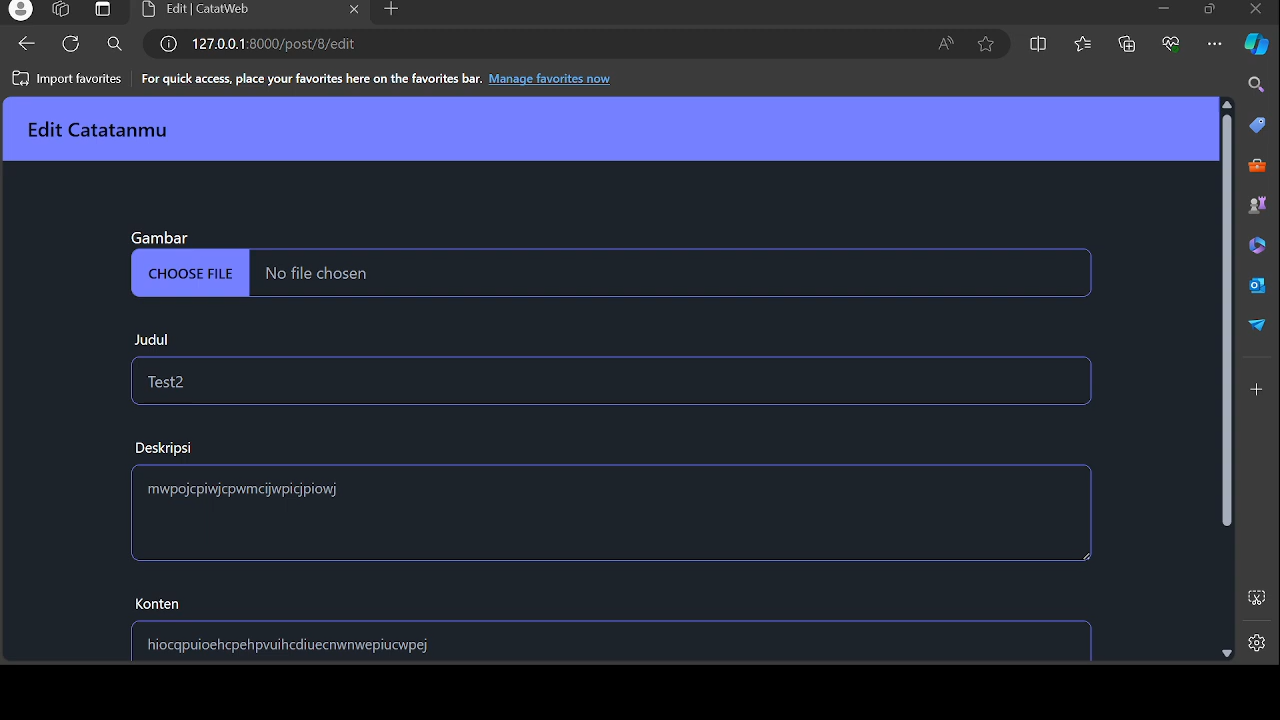 Edit | CatatWeb
127.0.0.1:8000/post/8/edit
Import favorites
For quick access, place your favorites here on the favorites bar. Manage favorites now
Edit Catatanmu
Gambar
CHOOSE FILE No file chosen
Judul
Test2
Deskripsi
mwpojcpiwjcpwmcijwpicjpiowj
Konten
hiocqpuioehcpehpvuihcdiuecnwnwepiucwpej